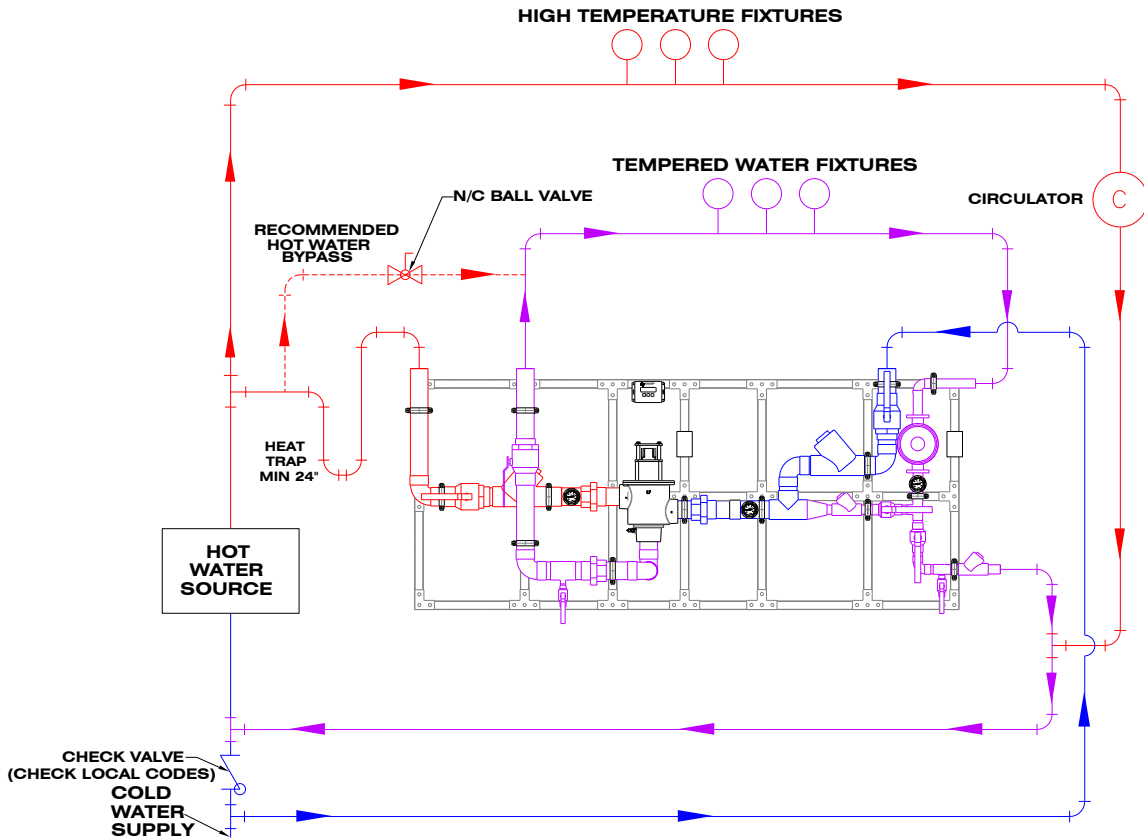 HIGH TEMPERATURE FIXTURES
TEMPERED WATER FIXTURES
N/C BALL VALVE
CIRCULATOR
C
RECOMMENDED
HOT WATER
BYPASS
HEAT
TRAP
MIN 24"
HOT
WATER
SOURCE
CHECK VALVE
(CHECK LOCAL CODES)
COLD
WATER
SUPPLY